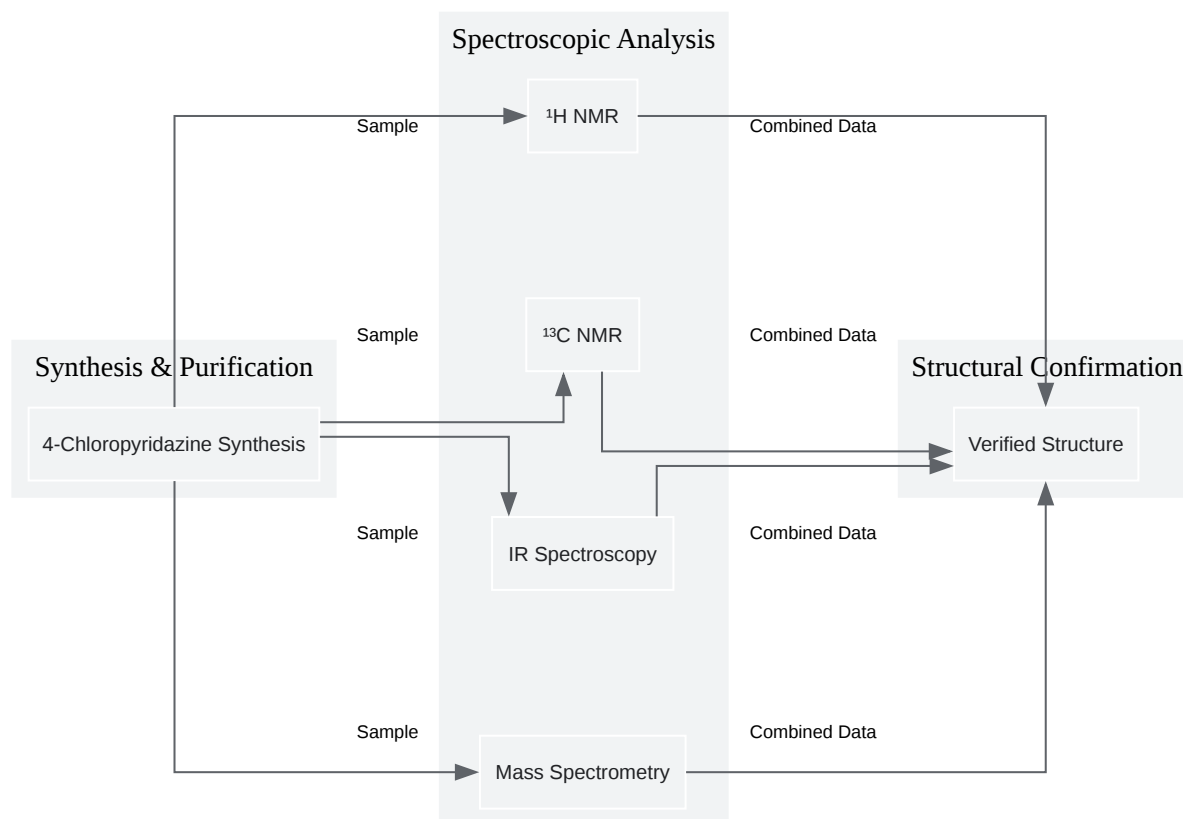 Spectroscopic Analysis
Sample
¹H NMR
Combined Data
Sample
¹³C NMR
Combined Data
Synthesis & Purification
4-Chloropyridazine Synthesis
Structural Confirmation
Verified Structure
Sample
IR Spectroscopy
Combined Data
Sample
Mass Spectrometry
Combined Data